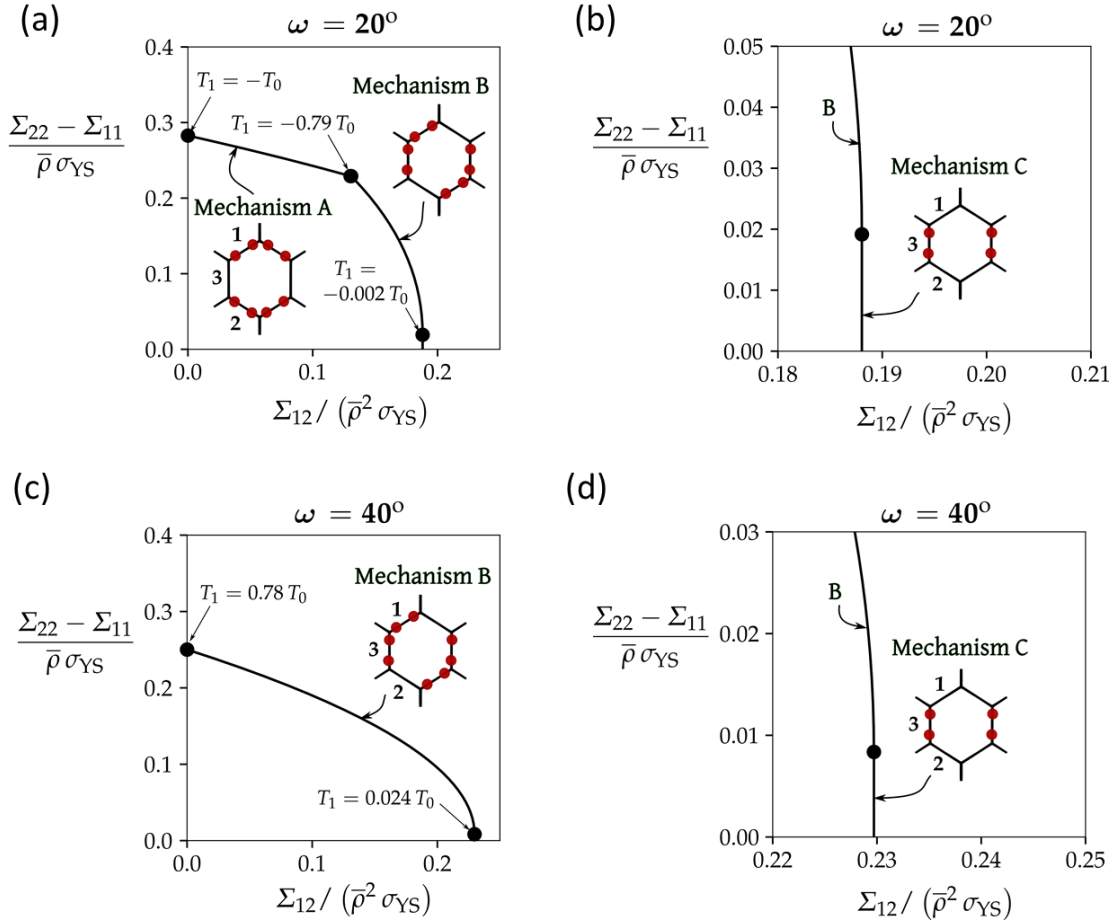 (a)
ω = 20°
0.4
0.3
0.2
0.1
0.0
0.0
0.1
0.2
Σ22 − Σ11
ρ̅ σYS
T1 = −T0
T1 = −0.79 T0
Mechanism B
Mechanism A
1
3
2
T1 =
−0.002 T0
Σ12 / (ρ̅² σYS)
(b)
ω = 20°
0.05
0.04
0.03
0.02
0.01
0.00
0.18
0.19
0.20
0.21
Σ22 − Σ11
ρ̅ σYS
B
Mechanism C
1
3
2
Σ12 / (ρ̅² σYS)
(c)
ω = 40°
0.4
0.3
0.2
0.1
0.0
0.0
0.1
0.2
Σ22 − Σ11
ρ̅ σYS
T1 = 0.78 T0
Mechanism B
1
3
2
T1 = 0.024 T0
Σ12 / (ρ̅² σYS)
(d)
ω = 40°
0.03
0.02
0.01
0.00
0.22
0.23
0.24
0.25
Σ22 − Σ11
ρ̅ σYS
B
Mechanism C
1
3
2
Σ12 / (ρ̅² σYS)